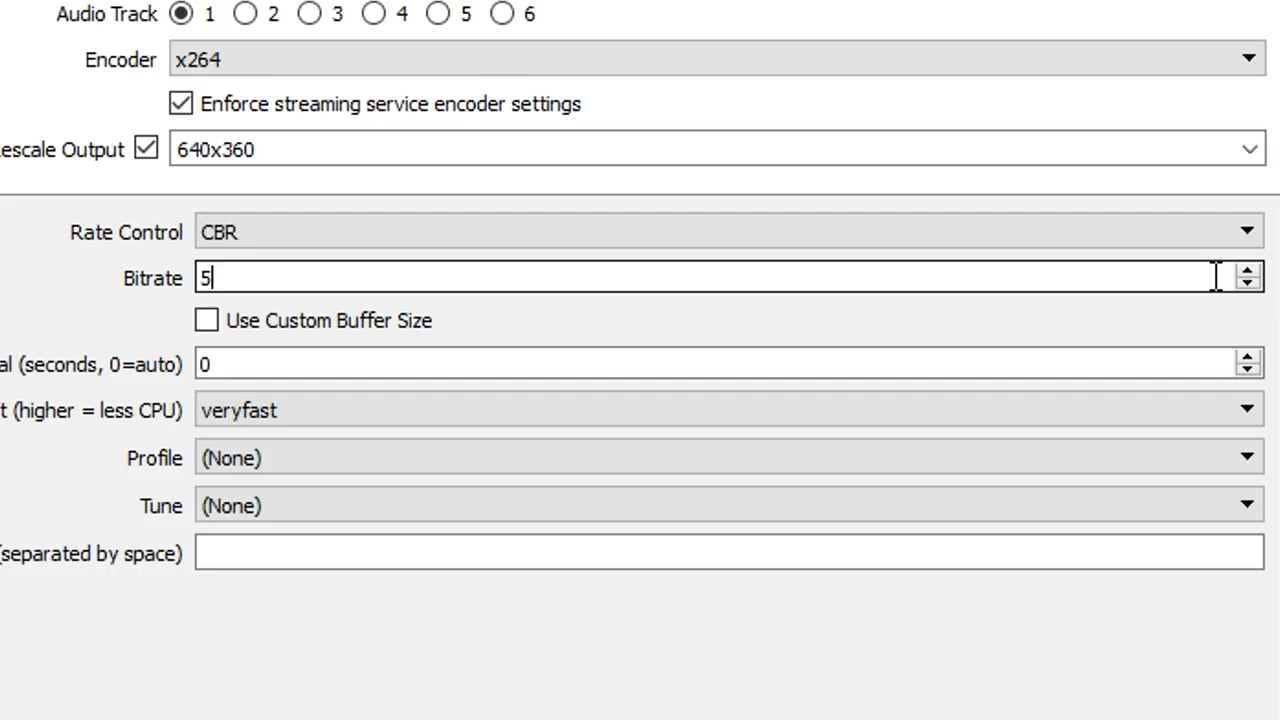 Audio Track 1 2 3 4 5 6
Encoder x264
Enforce streaming service encoder settings
escale Output 640x360
Rate Control CBR
Bitrate 5
Use Custom Buffer Size
al (seconds, 0=auto) 0
t (higher = less CPU) veryfast
Profile (None)
Tune (None)
(separated by space)